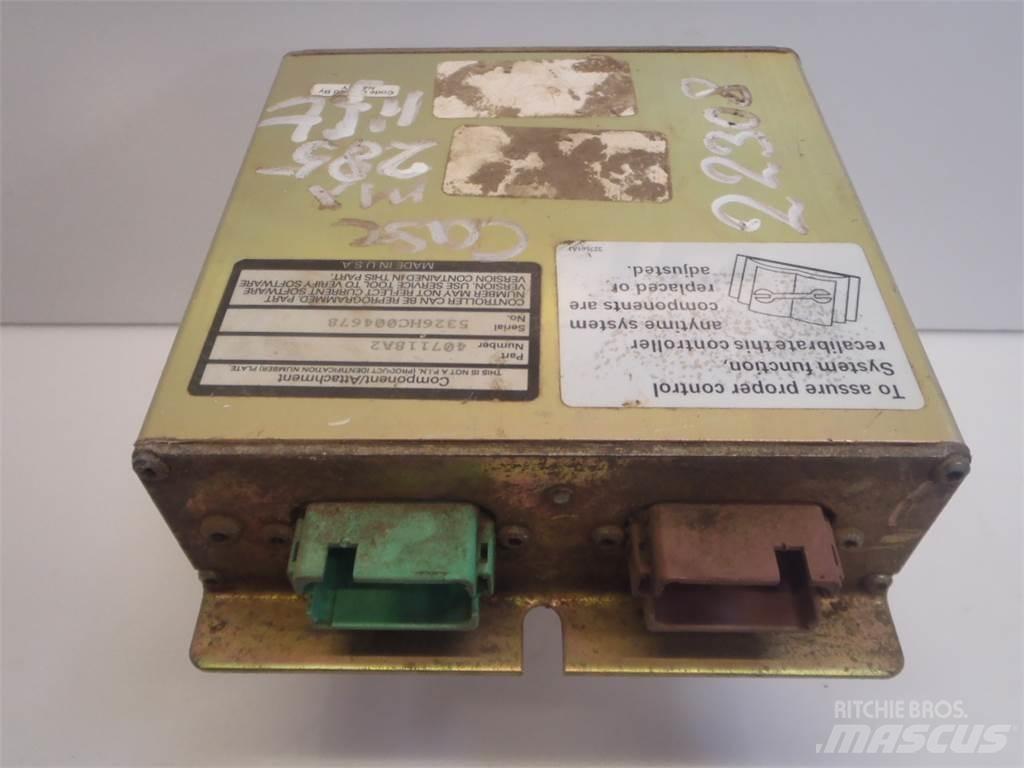 To assure proper control
System function,
recalibrate this controller
anytime system
components are
replaced or
adjusted.
Component/Attachment
THIS IS NOT A P.I.N. (PRODUCT IDENTIFICATION NUMBER) PLATE
Part
Number 407118A2
Serial
No. 5326HC004678
CONTROLLER CAN BE REPROGRAMMED. PART
NUMBER MAY NOT REFLECT CURRENT SOFTWARE
VERSION. USE SERVICE TOOL TO VERIFY SOFTWARE
VERSION CONTAINED IN THIS PART.
MADE IN U.S.A
Case
MX
285
lift
22308
RITCHIE BROS.
MASCUS